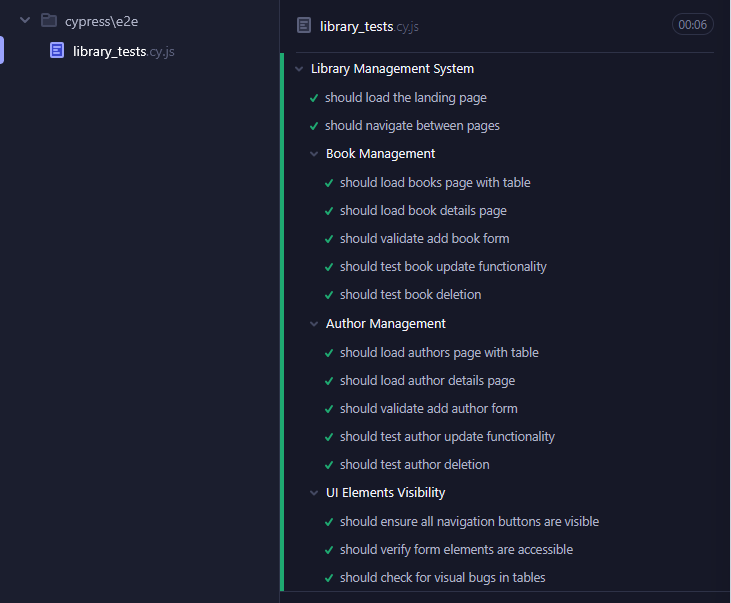 cypress\e2e
library_tests.cy.js
library_tests.cy.js
00:06
Library Management System
should load the landing page
should navigate between pages
Book Management
should load books page with table
should load book details page
should validate add book form
should test book update functionality
should test book deletion
Author Management
should load authors page with table
should load author details page
should validate add author form
should test author update functionality
should test author deletion
UI Elements Visibility
should ensure all navigation buttons are visible
should verify form elements are accessible
should check for visual bugs in tables